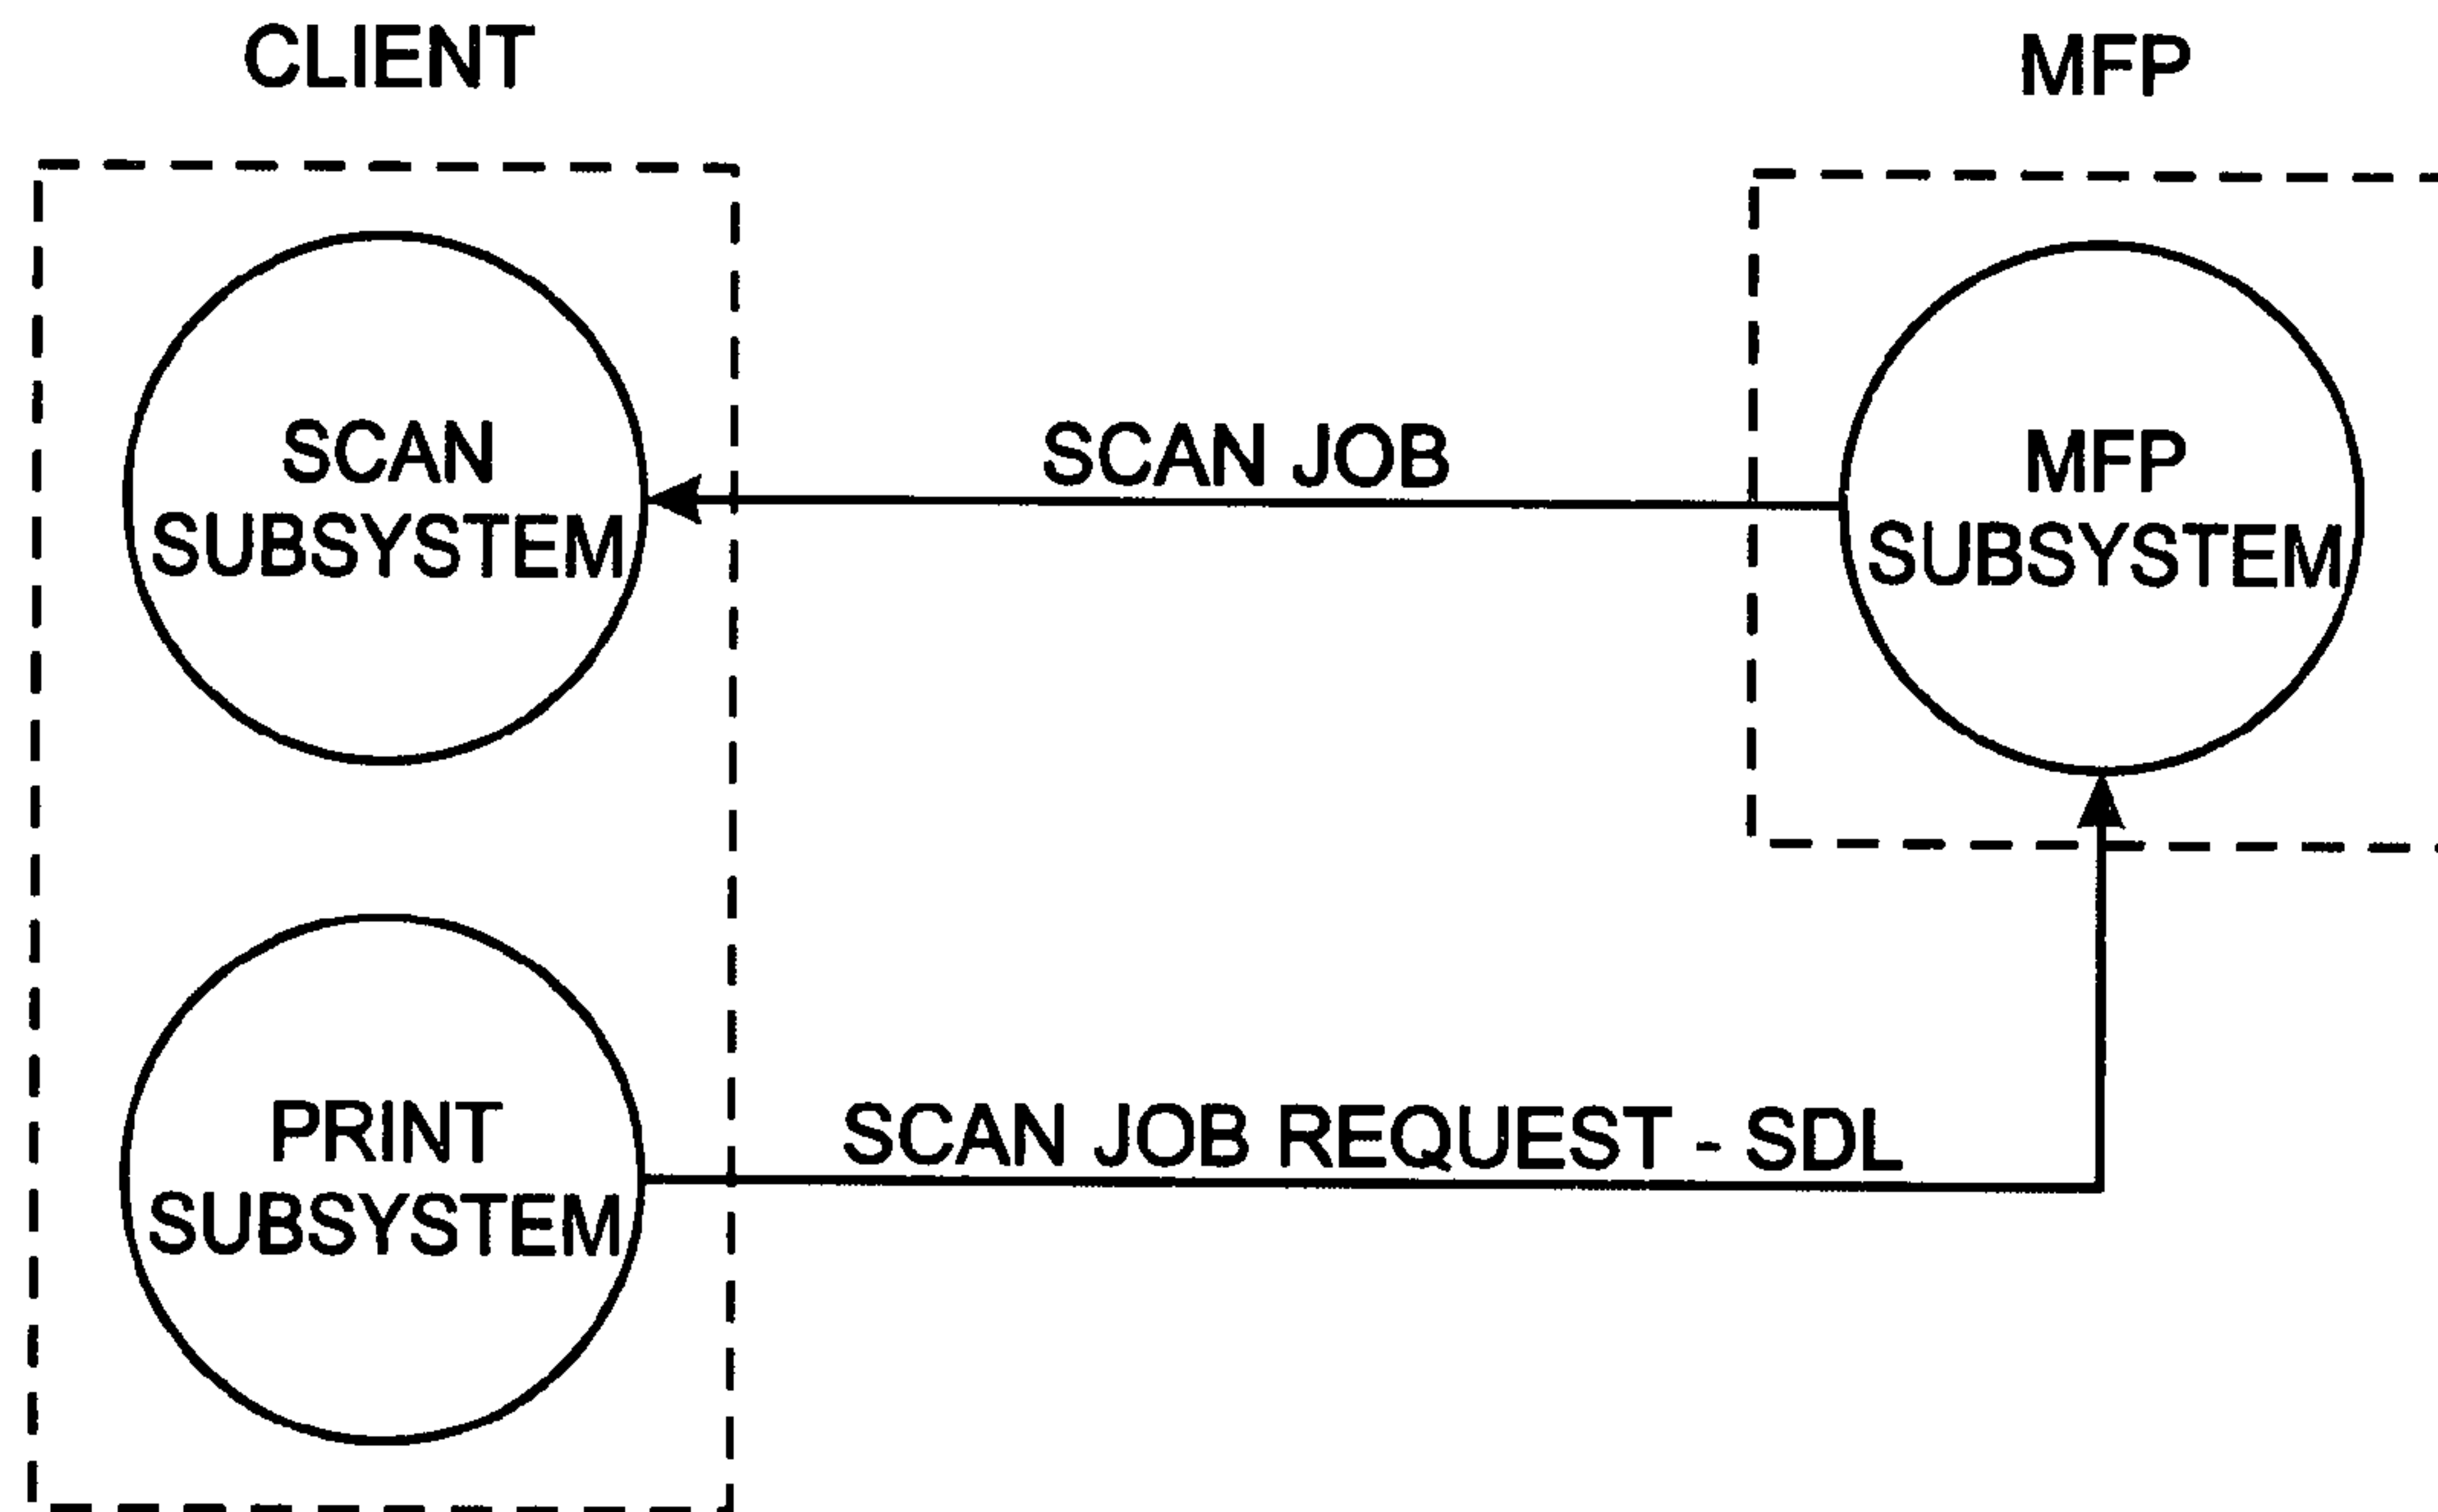 CLIENT
MFP
SCAN
SUBSYSTEM
SCAN JOB
MFP
SUBSYSTEM
PRINT
SUBSYSTEM
SCAN JOB REQUEST - SDL